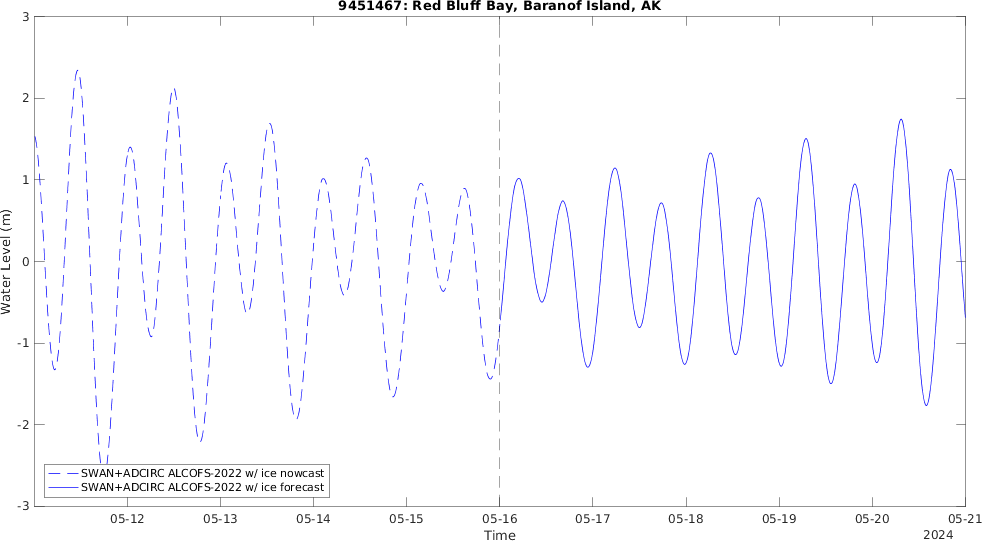 9451467: Red Bluff Bay, Baranof Island, AK
3
2
1
0
-1
-2
-3
Water Level (m)
SWAN+ADCIRC ALCOFS-2022 w/ ice nowcast
SWAN+ADCIRC ALCOFS-2022 w/ ice forecast
05-12 05-13 05-14 05-15 05-16 05-17 05-18 05-19 05-20 05-21
Time
2024